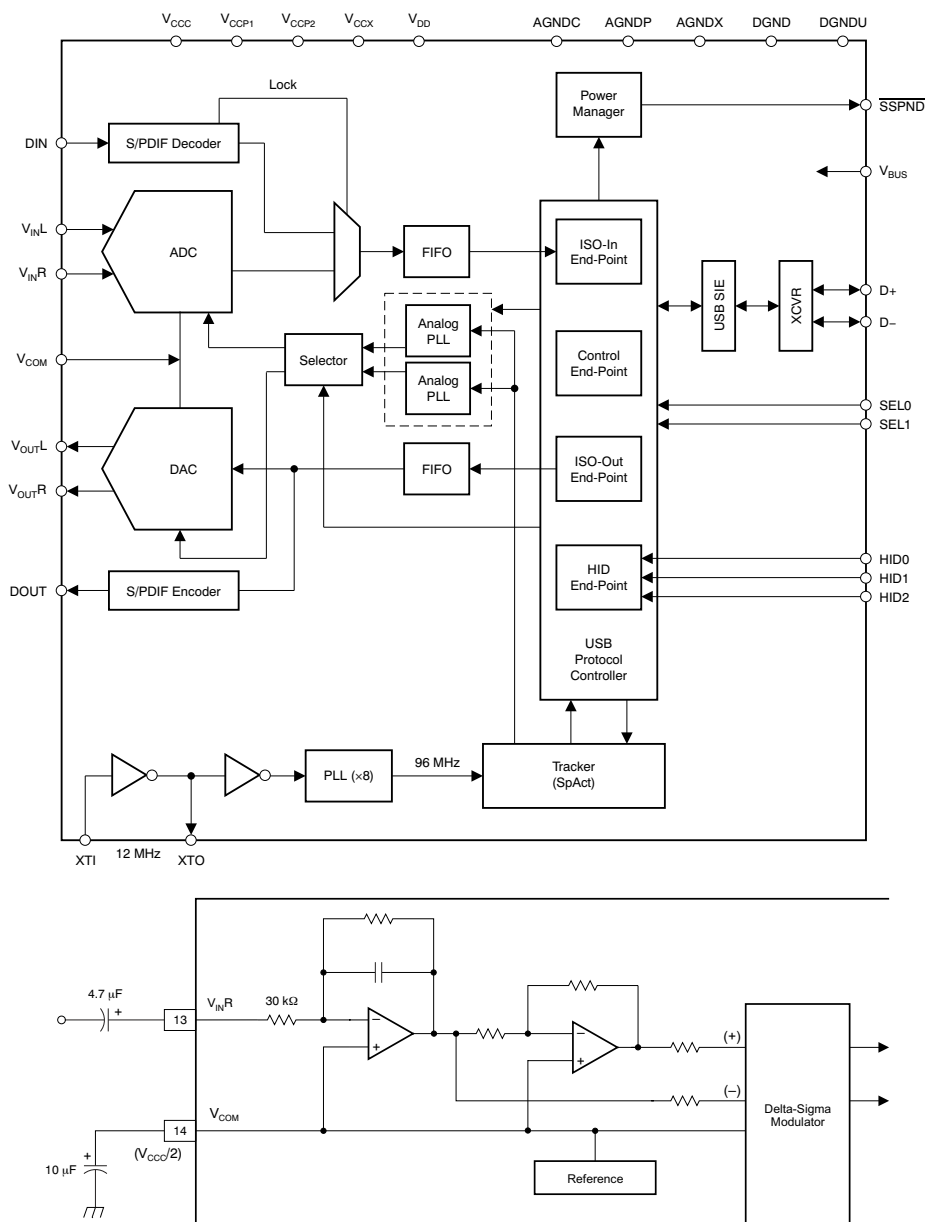 VCCC VCCP1 VCCP2 VCCX VDD AGNDC AGNDP AGNDX DGND DGNDU
Lock
Power
Manager
SSPND
DIN
S/PDIF Decoder
VBUS
VINL
ADC
VINR
FIFO
ISO-In
End-Point
USB SIE
XCVR
D+
D−
Analog
PLL
Selector
Analog
PLL
Control
End-Point
VCOM
SEL0
SEL1
VOUTL
DAC
VOUTR
FIFO
ISO-Out
End-Point
HID
End-Point
HID0
HID1
HID2
DOUT
S/PDIF Encoder
USB
Protocol
Controller
PLL (×8)
96 MHz
Tracker
(SpAct)
XTI
12 MHz
XTO
4.7 μF
+
13
VINR
30 kΩ
−
+
−
+
(+)
(−)
Delta-Sigma
Modulator
VCOM
14
(VCCC/2)
+
10 μF
Reference